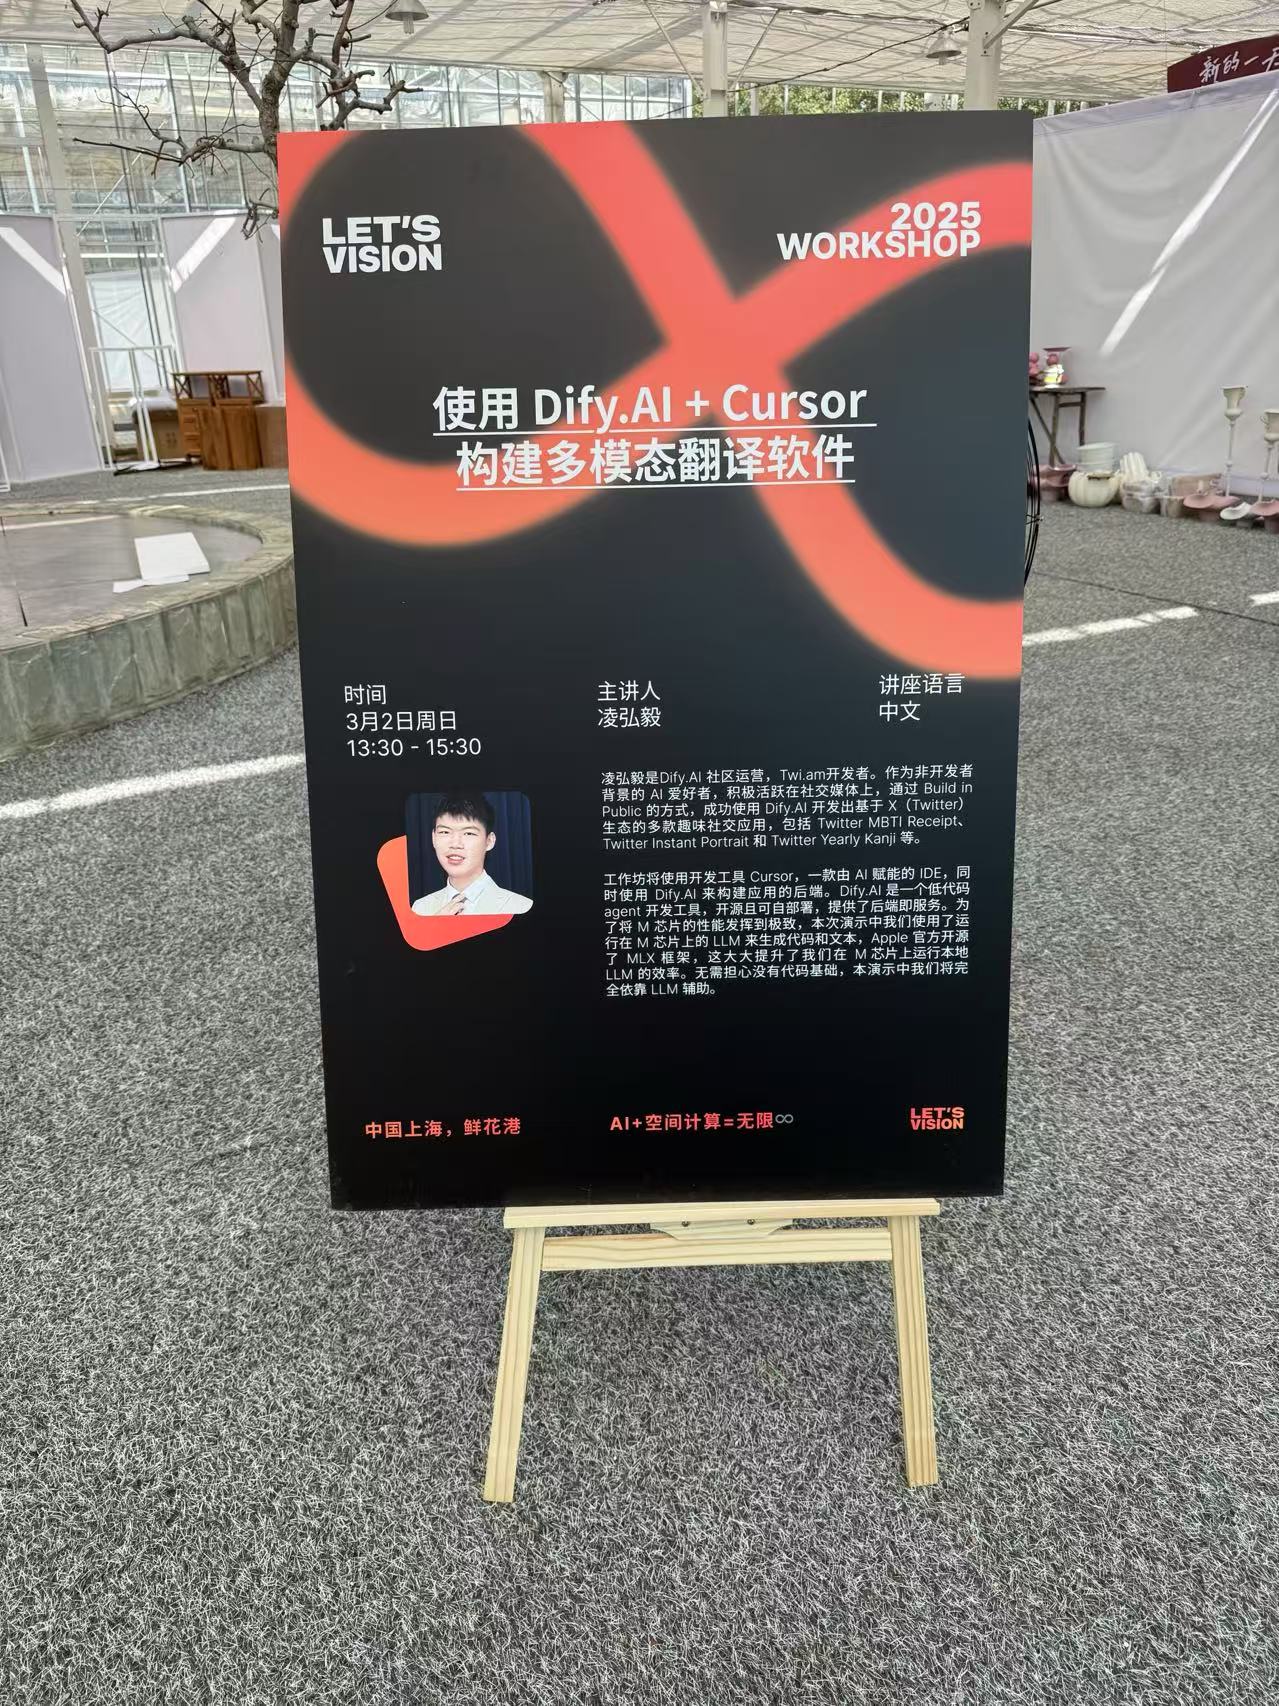 新的一天
LET'S
VISION
2025
WORKSHOP
使用 Dify.AI + Cursor
构建多模态翻译软件
时间
3月2日周日
13:30 - 15:30
主讲人
凌弘毅
讲座语言
中文
凌弘毅是Dify.AI 社区运营，Twi.am开发者。作为非开发者
背景的 AI 爱好者，积极活跃在社交媒体上，通过 Build in
Public 的方式，成功使用 Dify.AI 开发出基于 X（Twitter）
生态的多款趣味社交应用，包括 Twitter MBTI Receipt、
Twitter Instant Portrait 和 Twitter Yearly Kanji 等。
工作坊将使用开发工具 Cursor，一款由 AI 赋能的 IDE，同
时使用 Dify.AI 来构建应用的后端。Dify.AI 是一个低代码
agent 开发工具，开源且可自部署，提供了后端即服务。为
了将 M 芯片的性能发挥到极致，本次演示中我们使用了运
行在 M 芯片上的 LLM 来生成代码和文本，Apple 官方开源
了 MLX 框架，这大大提升了我们在 M 芯片上运行本地
LLM 的效率。无需担心没有代码基础，本演示中我们将完
全依靠 LLM 辅助。
中国上海，鲜花港
AI+空间计算=无限∞
LET'S
VISION